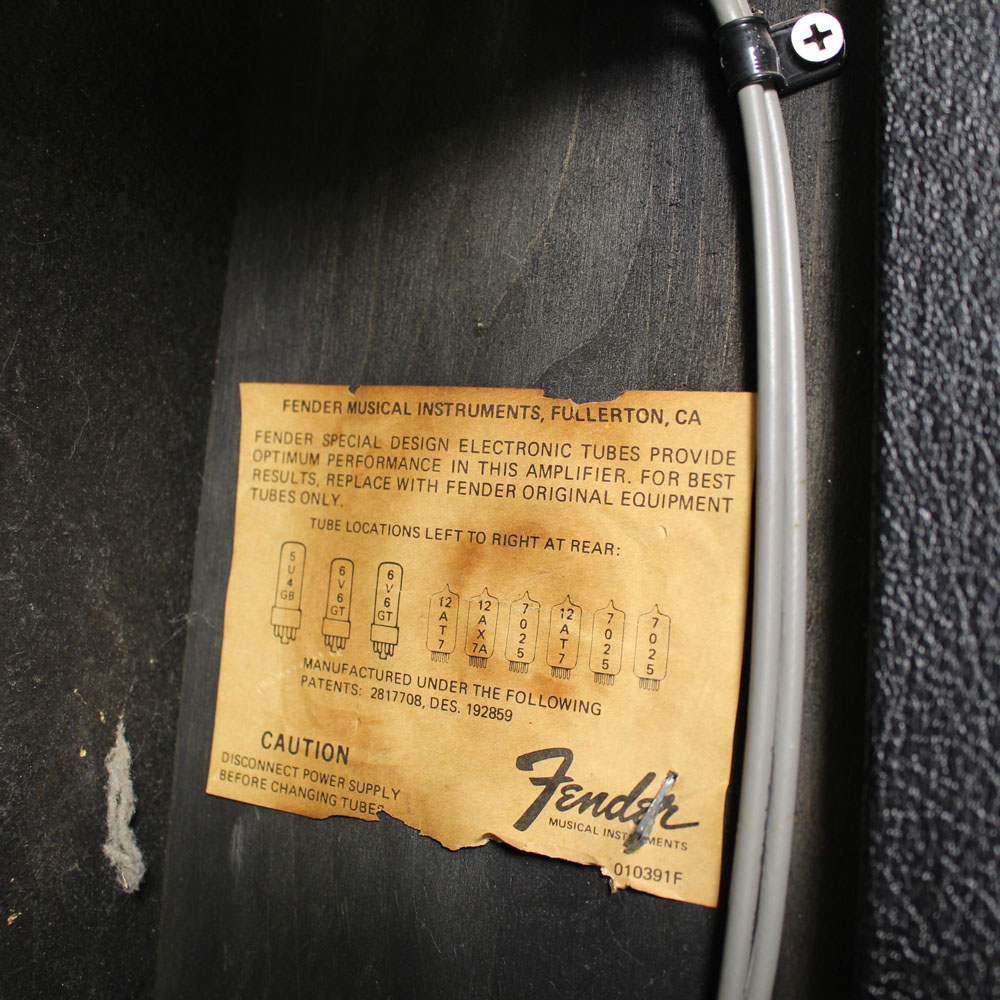 FENDER MUSICAL INSTRUMENTS, FULLERTON, CA
FENDER SPECIAL DESIGN ELECTRONIC TUBES PROVIDE
OPTIMUM PERFORMANCE IN THIS AMPLIFIER. FOR BEST
RESULTS, REPLACE WITH FENDER ORIGINAL EQUIPMENT
TUBES ONLY.
TUBE LOCATIONS LEFT TO RIGHT AT REAR:
5U4GB 6V6GT 6V6GT 12AT7 12AX7A 7025 12AT7 7025 7025
MANUFACTURED UNDER THE FOLLOWING
PATENTS: 2817708, DES. 192859
CAUTION
DISCONNECT POWER SUPPLY
BEFORE CHANGING TUBES
Fender
MUSICAL INSTRUMENTS
010391F